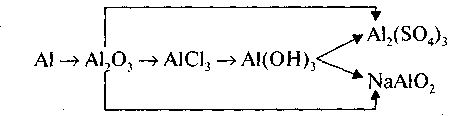 Al → Al₂O₃ → AlCl₃ → Al(OH)₃
Al₂(SO₄)₃
NaAlO₂